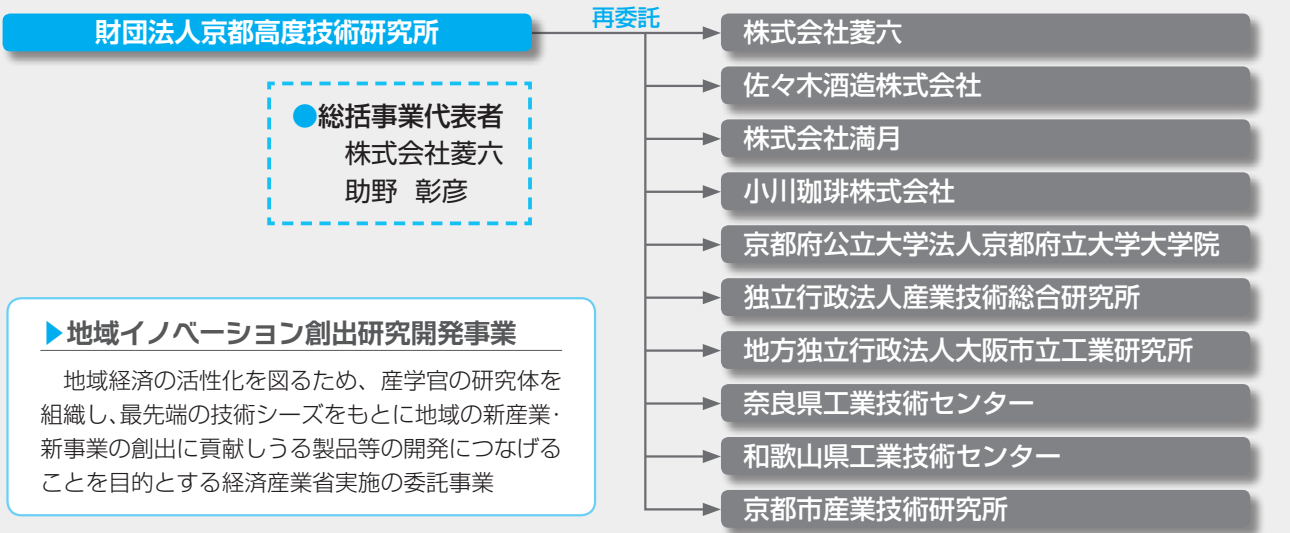 財団法人京都高度技術研究所
再委託
株式会社菱六
佐々木酒造株式会社
株式会社満月
小川珈琲株式会社
京都府公立大学法人京都府立大学大学院
独立行政法人産業技術総合研究所
地方独立行政法人大阪市立工業研究所
奈良県工業技術センター
和歌山県工業技術センター
京都市産業技術研究所
●総括事業代表者
株式会社菱六
助野 彰彦
▶地域イノベーション創出研究開発事業
地域経済の活性化を図るため、産学官の研究体を
組織し、最先端の技術シーズをもとに地域の新産業・
新事業の創出に貢献しうる製品等の開発につなげる
ことを目的とする経済産業省実施の委託事業